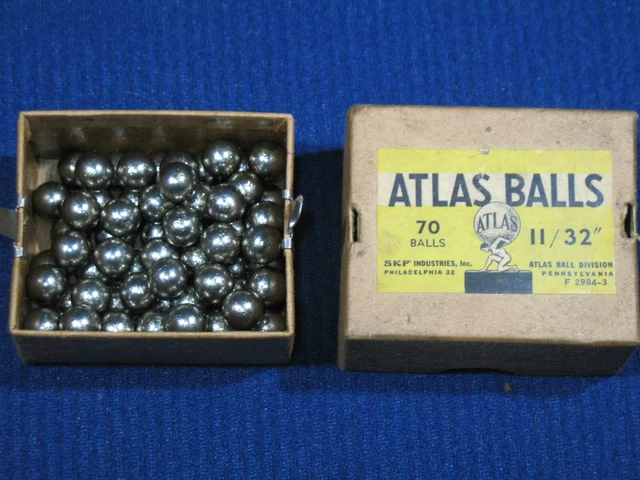 ATLAS BALLS
70
BALLS
ATLAS
11/32"
SKF INDUSTRIES, Inc.
PHILADELPHIA 32
ATLAS BALL DIVISION
PENNSYLVANIA
F 2984-3